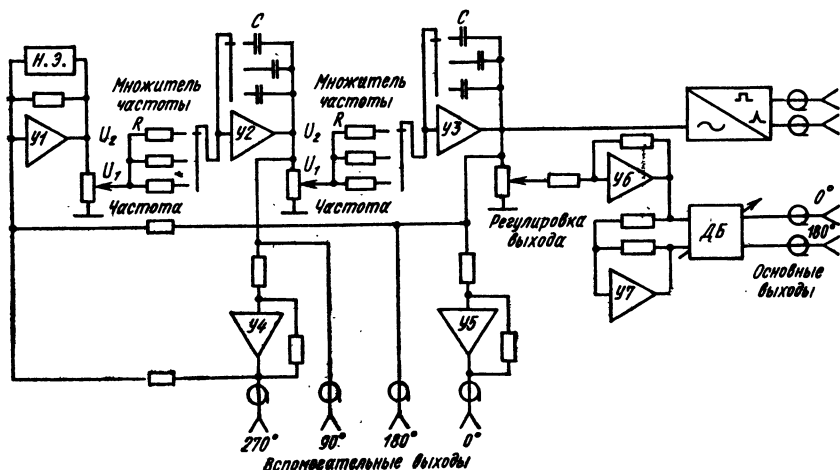 C
C
Н.Э.
Множитель
частоты
Множитель
частоты
У1
U₂
R
У2
U₂
R
У3
U₁
U₁
Частота
Частота
У6
Регулировка
выхода
ДБ
0°
180°
Основные
выходы
У7
У4
У5
270°
90°
180°
0°
Вспомвгательные выходы